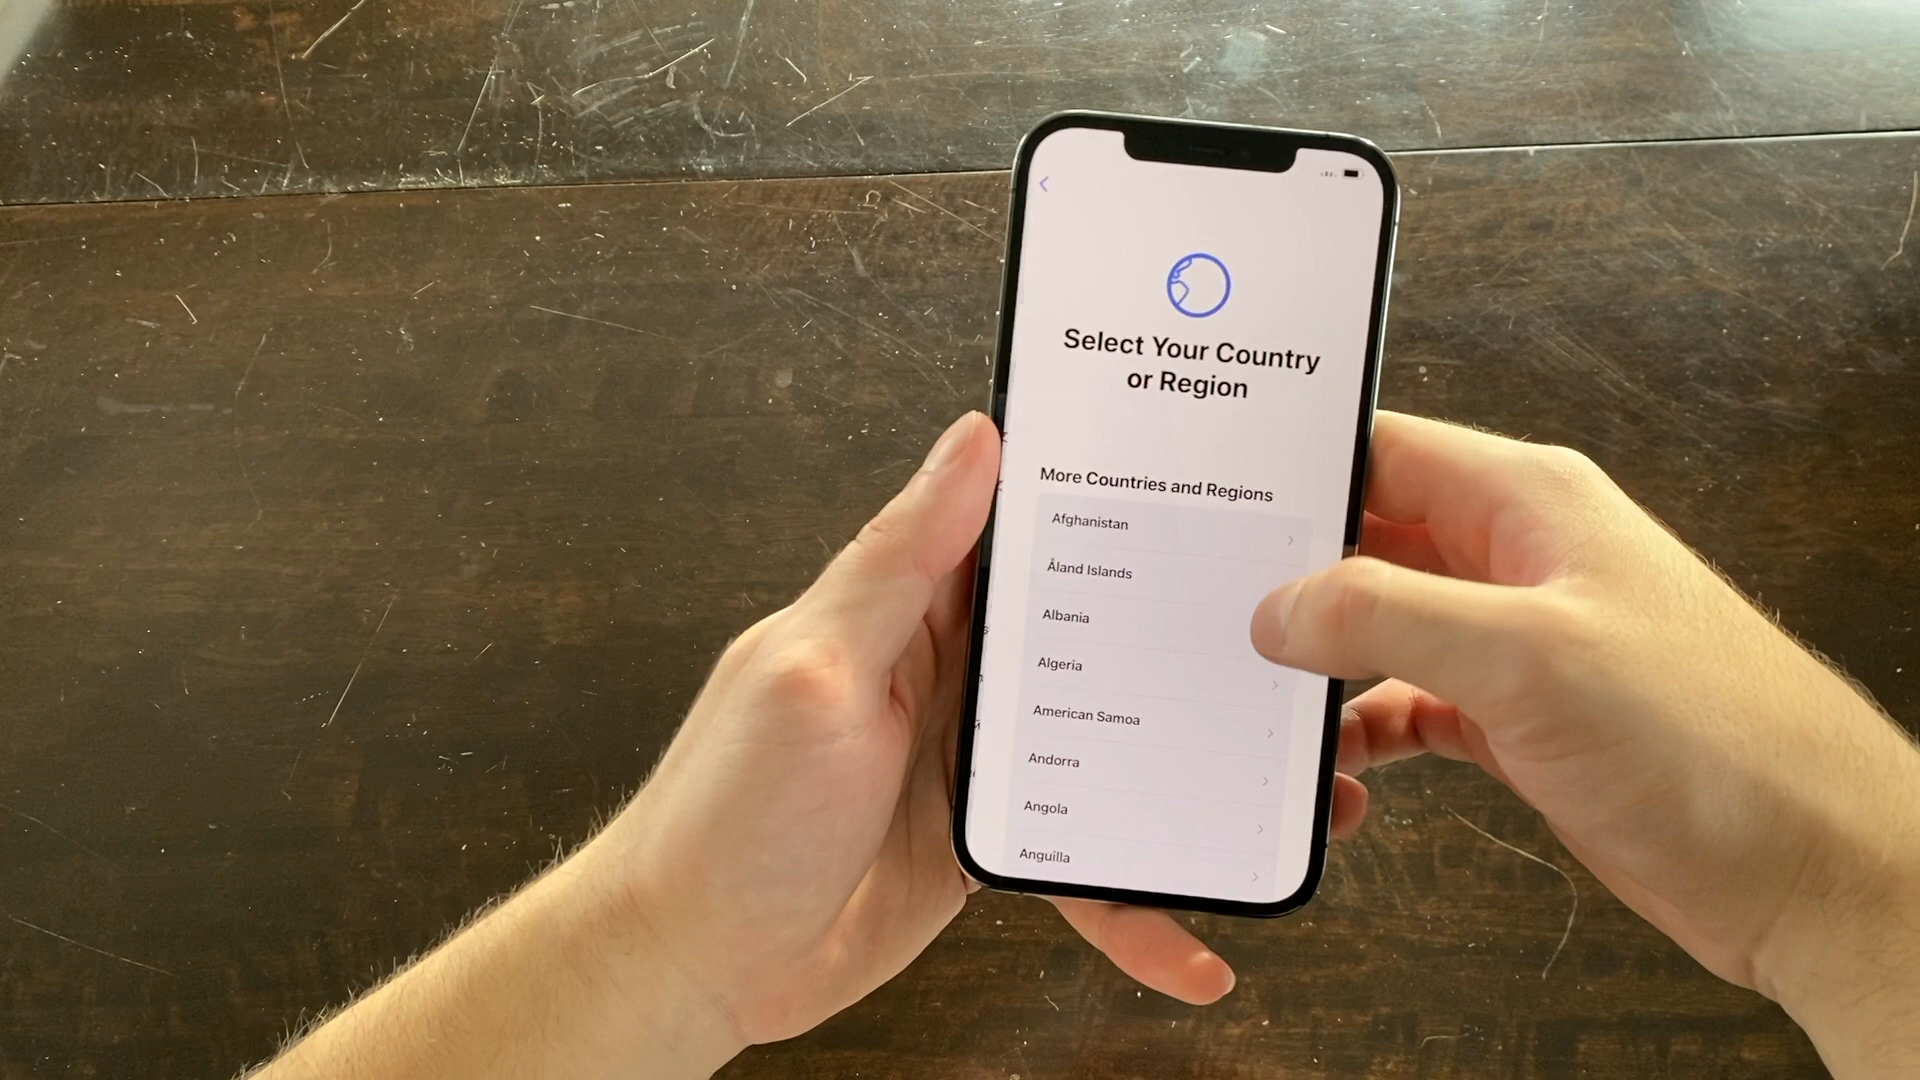 Select Your Country
or Region
More Countries and Regions
Afghanistan
Åland Islands
Albania
Algeria
American Samoa
Andorra
Angola
Anguilla